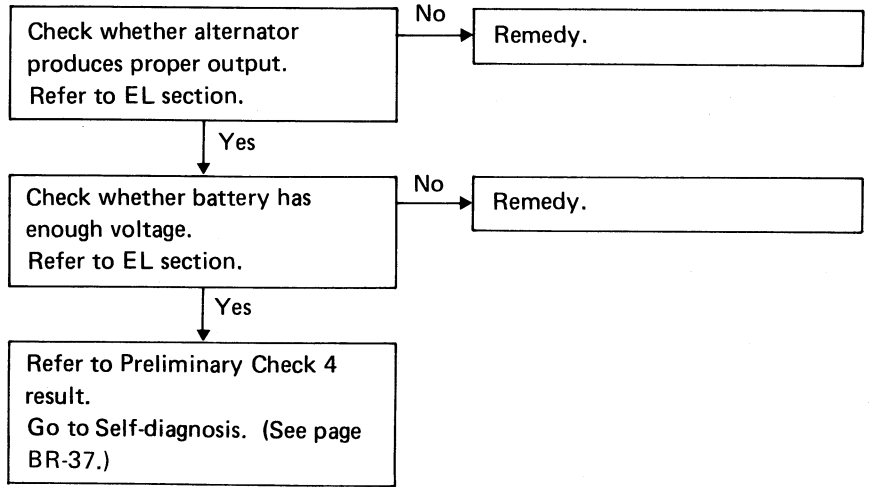 Check whether alternator
produces proper output.
Refer to EL section.
No
Remedy.
Yes
Check whether battery has
enough voltage.
Refer to EL section.
No
Remedy.
Yes
Refer to Preliminary Check 4
result.
Go to Self-diagnosis. (See page
BR-37.)